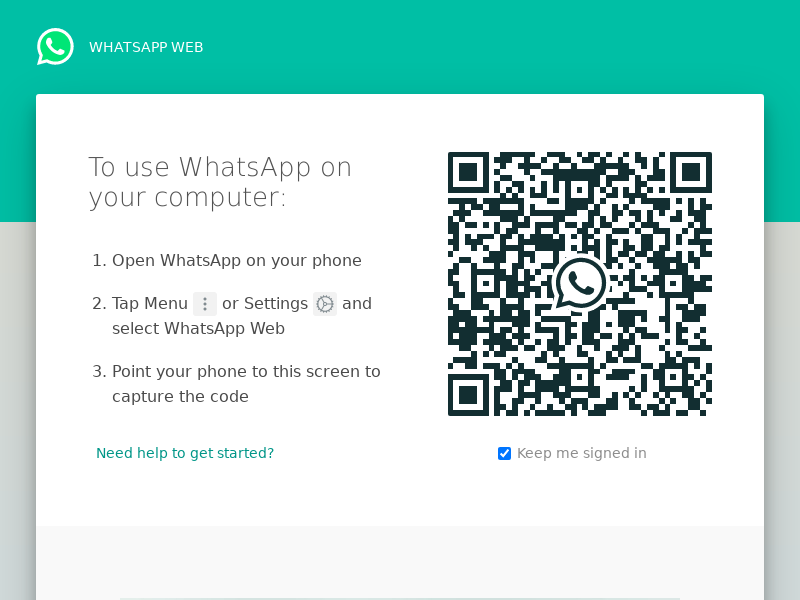 WHATSAPP WEB
To use WhatsApp on
your computer:
1. Open WhatsApp on your phone
2. Tap Menu or Settings and
select WhatsApp Web
3. Point your phone to this screen to
capture the code
Need help to get started?
Keep me signed in